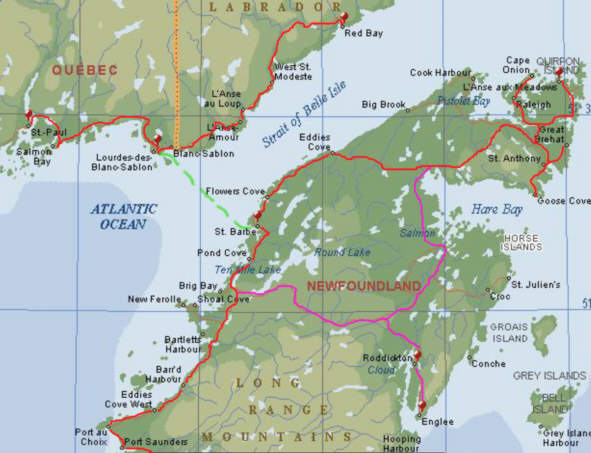 LABRADOR
Red Bay
QUÉBEC
West St.
Modeste
Cape
Onion
QUIRPON
ISLAND
Cook Harbour
L'Anse aux Meadows
L'Anse
au Loup
Strait of Belle Isle
Big Brook
Pistolet Bay
Raleigh
51° 3
St-Paul
L'Anse-
Amour
Great
Brehat
Salmon
Bay
Lourdes-des-
Blanc-Sablon
Blanc-Sablon
Eddies
Cove
St. Anthony
Flowers Cove
Goose Cove
ATLANTIC
OCEAN
Hare Bay
St. Barbe
Salmon
HORSE
ISLANDS
Pond Cove
Round Lake
Ten Mile Lake
Brig Bay
NEWFOUNDLAND
St. Julien's
Croc
New Ferolle
Shoal Cove
51
Bartletts
Harbour
GROAIS
ISLAND
Roddickton
Conche
Cloud
Barr'd
Harbour
LONG
RANGE
MOUNTAINS
GREY ISLANDS
Eddies
Cove West
BELL
ISLAND
Englee
Port au
Choix
Port Saunders
Hooping
Harbour
Grey Island
Harbour